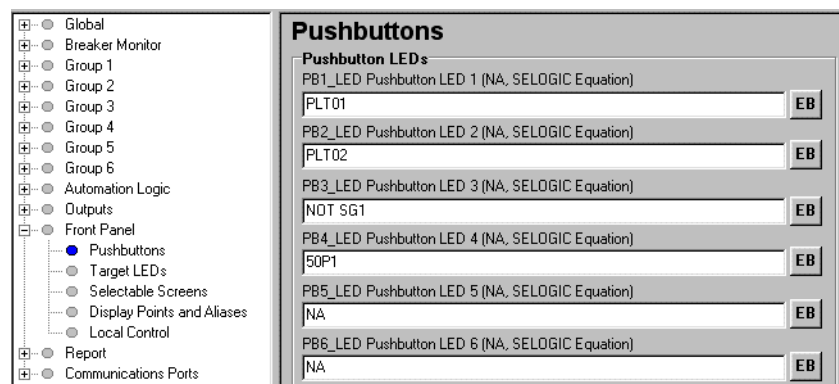 Global
Breaker Monitor
Group 1
Group 2
Group 3
Group 4
Group 5
Group 6
Automation Logic
Outputs
Front Panel
Pushbuttons
Target LEDs
Selectable Screens
Display Points and Aliases
Local Control
Report
Communications Ports
Pushbuttons
Pushbutton LEDs
PB1_LED Pushbutton LED 1 (NA, SELOGIC Equation)
PLT01 EB
PB2_LED Pushbutton LED 2 (NA, SELOGIC Equation)
PLT02 EB
PB3_LED Pushbutton LED 3 (NA, SELOGIC Equation)
NOT SG1 EB
PB4_LED Pushbutton LED 4 (NA, SELOGIC Equation)
50P1 EB
PB5_LED Pushbutton LED 5 (NA, SELOGIC Equation)
NA EB
PB6_LED Pushbutton LED 6 (NA, SELOGIC Equation)
NA EB